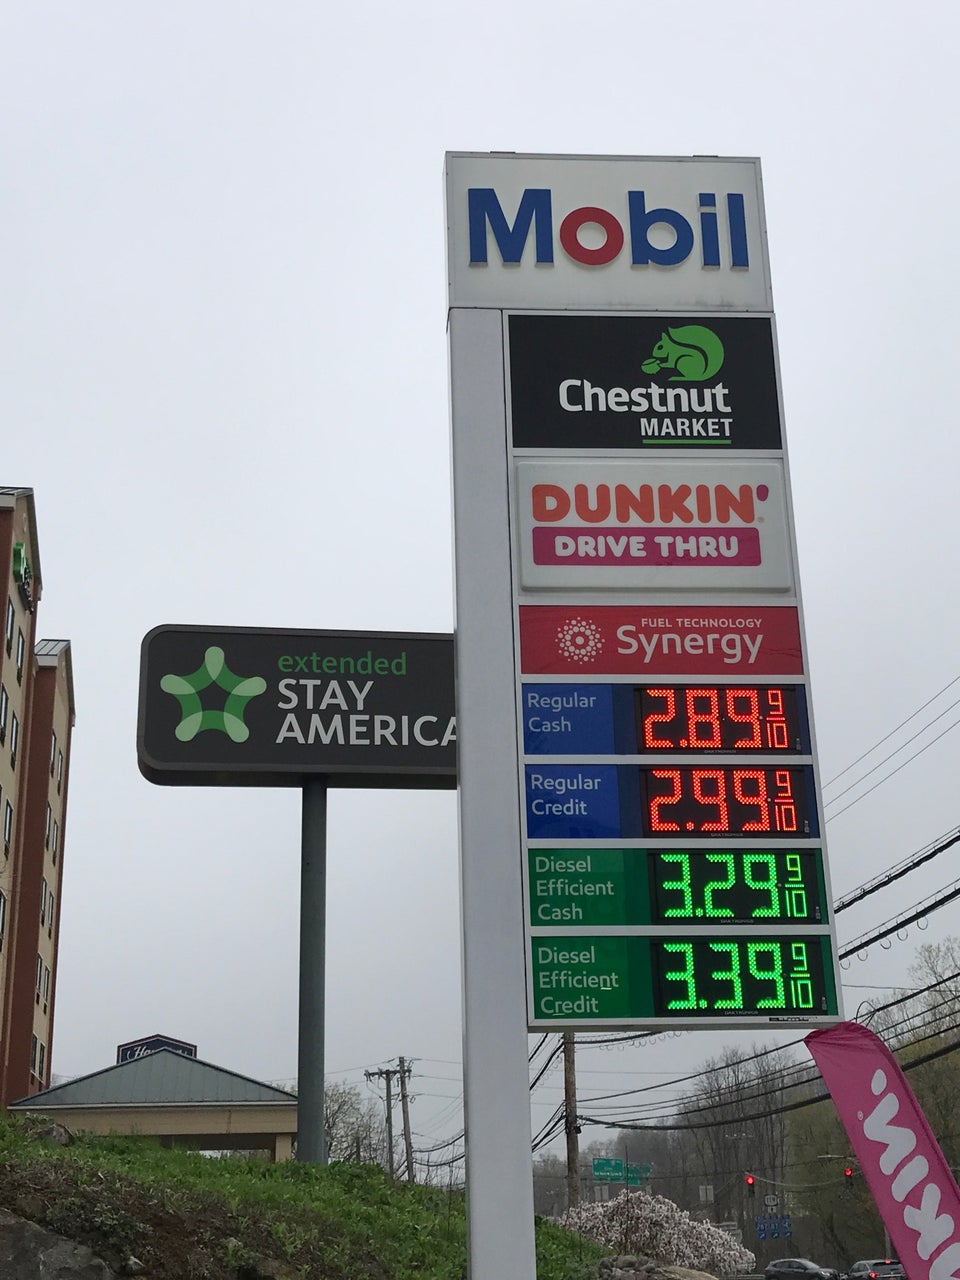 Mobil
Chestnut
MARKET
DUNKIN'
DRIVE THRU
FUEL TECHNOLOGY
Synergy
Regular
Cash
2.89 9/10
Regular
Credit
2.99 9/10
Diesel
Efficient
Cash
3.29 9/10
Diesel
Efficient
Credit
3.39 9/10
extended
STAY
AMERICA